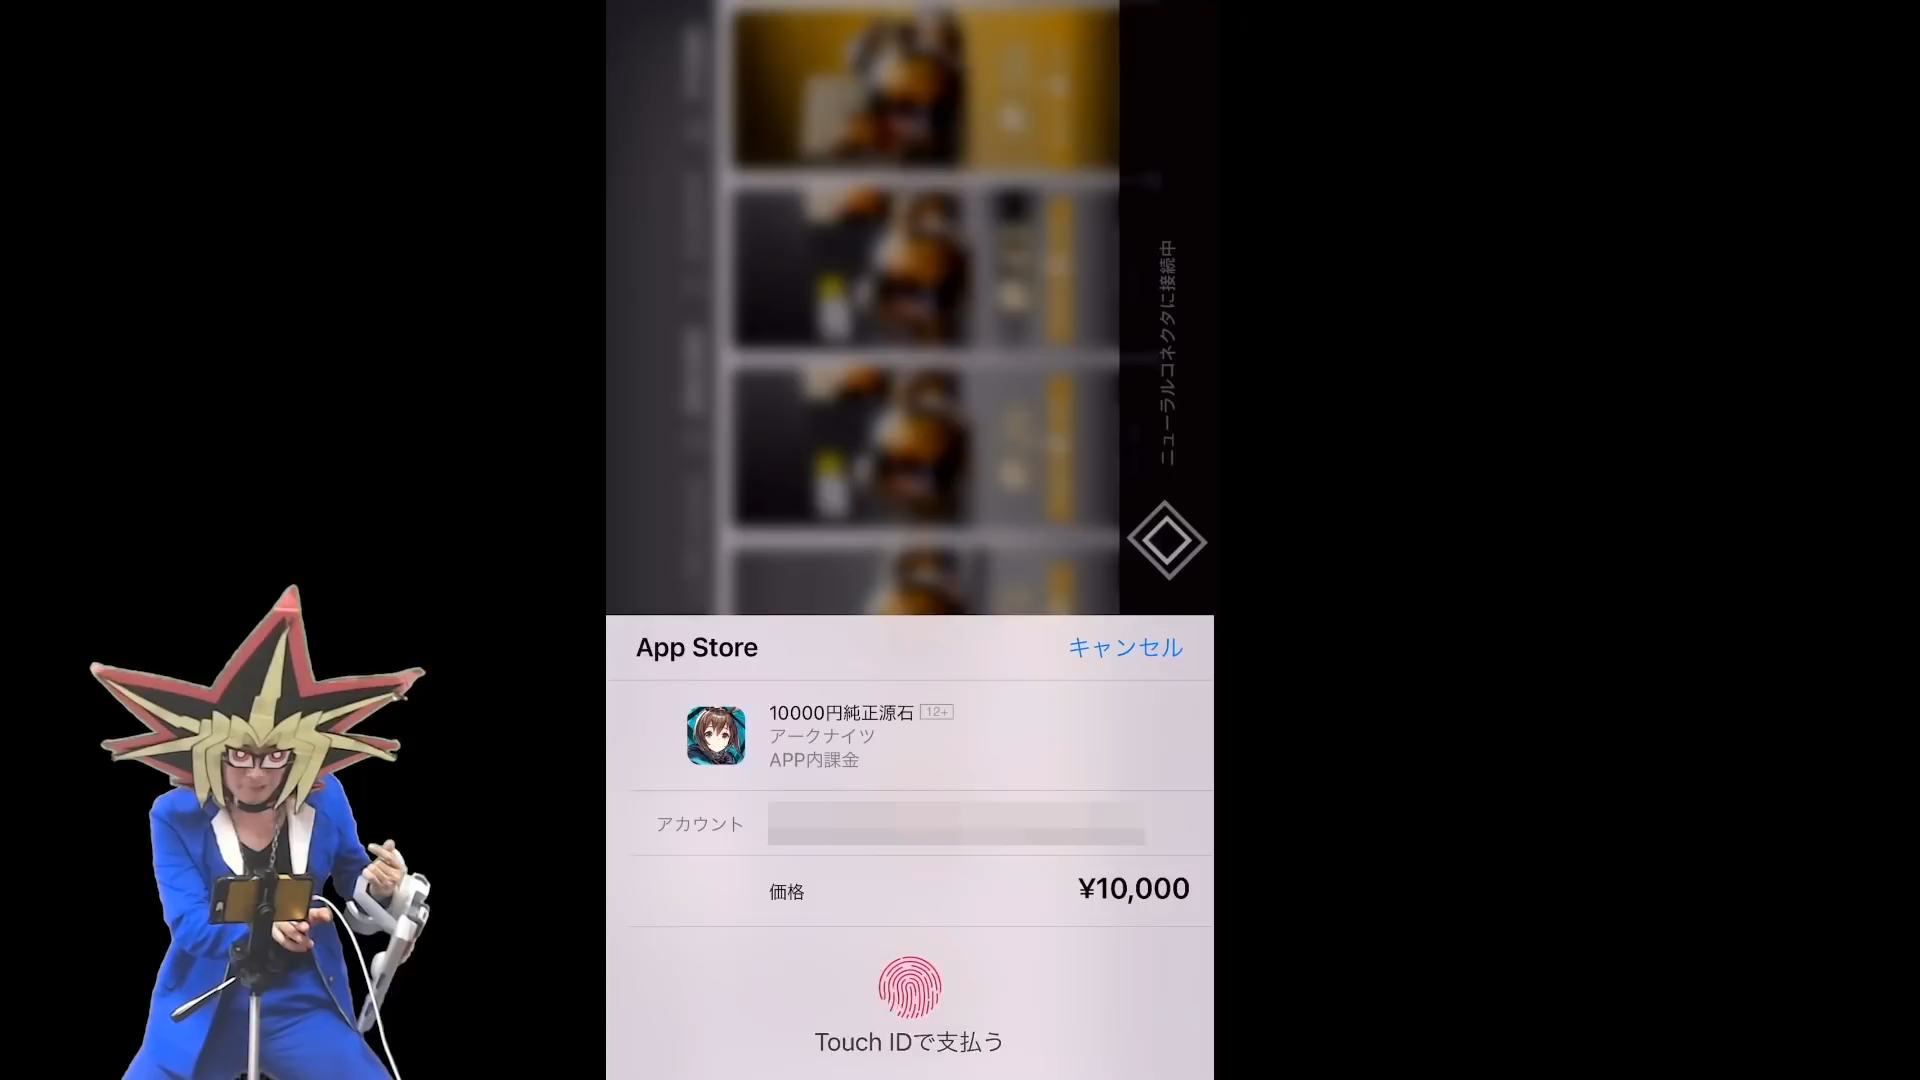 ニューラルコネクタに接続中
App Store
キャンセル
10000円純正源石 12+
アークナイツ
APP内課金
アカウント
価格
¥10,000
Touch IDで支払う